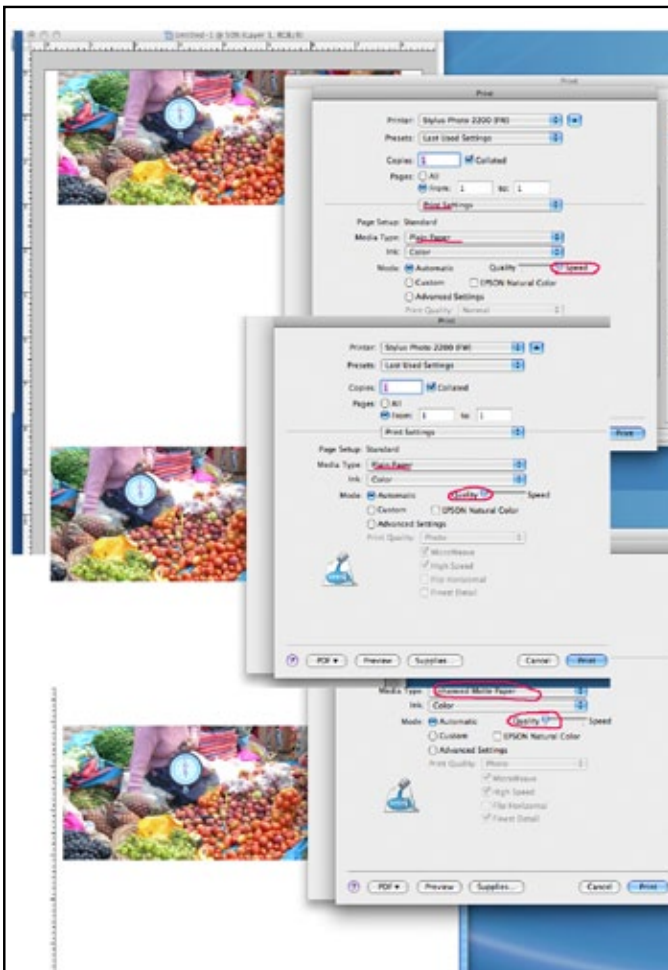 Untitled-1 @ 50% (Layer 1, RGB/8)
Print
Print
Printer: Stylus Photo 2200 (FW)
Presets: Last Used Settings
Copies: 1 Collated
Pages: All
From: 1 to: 1
Print Settings
Page Setup: Standard
Media Type: Plain Paper
Ink: Color
Mode: Automatic Quality Speed
Custom EPSON Natural Color
Advanced Settings
Print Quality: Normal
Print
Print
Printer: Stylus Photo 2200 (FW)
Presets: Last Used Settings
Copies: 1 Collated
Pages: All
From: 1 to: 1
Print Settings
Page Setup: Standard
Media Type: Plain Paper
Ink: Color
Mode: Automatic Quality Speed
Custom EPSON Natural Color
Advanced Settings
Print Quality: Photo
MicroWeave
High Speed
Flip Horizontal
Finest Detail
? PDF Preview Supplies... Cancel Print
Media Type: Enhanced Matte Paper
Ink: Color
Mode: Automatic Quality Speed
Custom EPSON Natural Color
Advanced Settings
Print Quality: Photo
MicroWeave
High Speed
Flip Horizontal
Finest Detail
? PDF Preview Supplies... Cancel Print